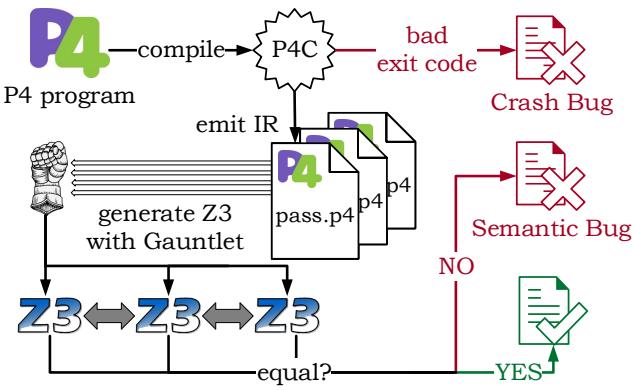 P4
compile
P4C
bad
exit code
P4 program
Crash Bug
emit IR
P4
pass.p4
p4
p4
generate Z3
with Gauntlet
Semantic Bug
NO
Z3
Z3
Z3
equal?
YES